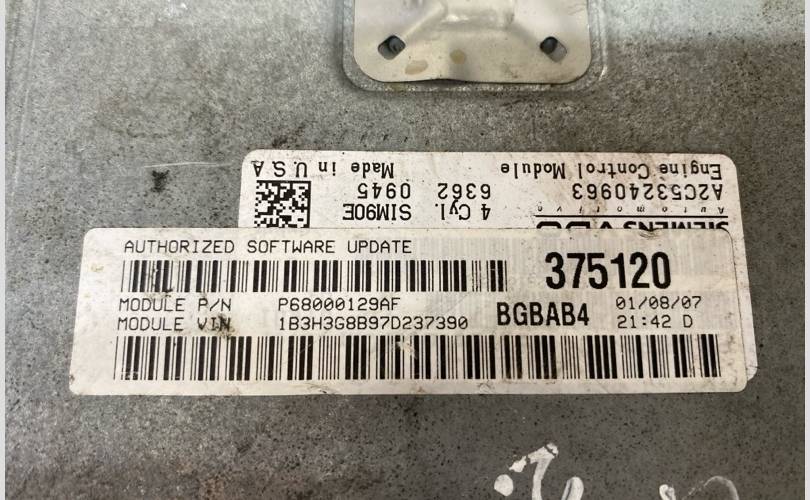 SIEMENS VDO
Automotive 4 Cyl. SIM90E
A2C53240963 6362 0945
Engine Control Module Made in U.S A
AUTHORIZED SOFTWARE UPDATE
375120
MODULE P/N P68000129AF BGBAB4 01/08/07
MODULE VIN 1B3H3G8B97D237390 21:42 D